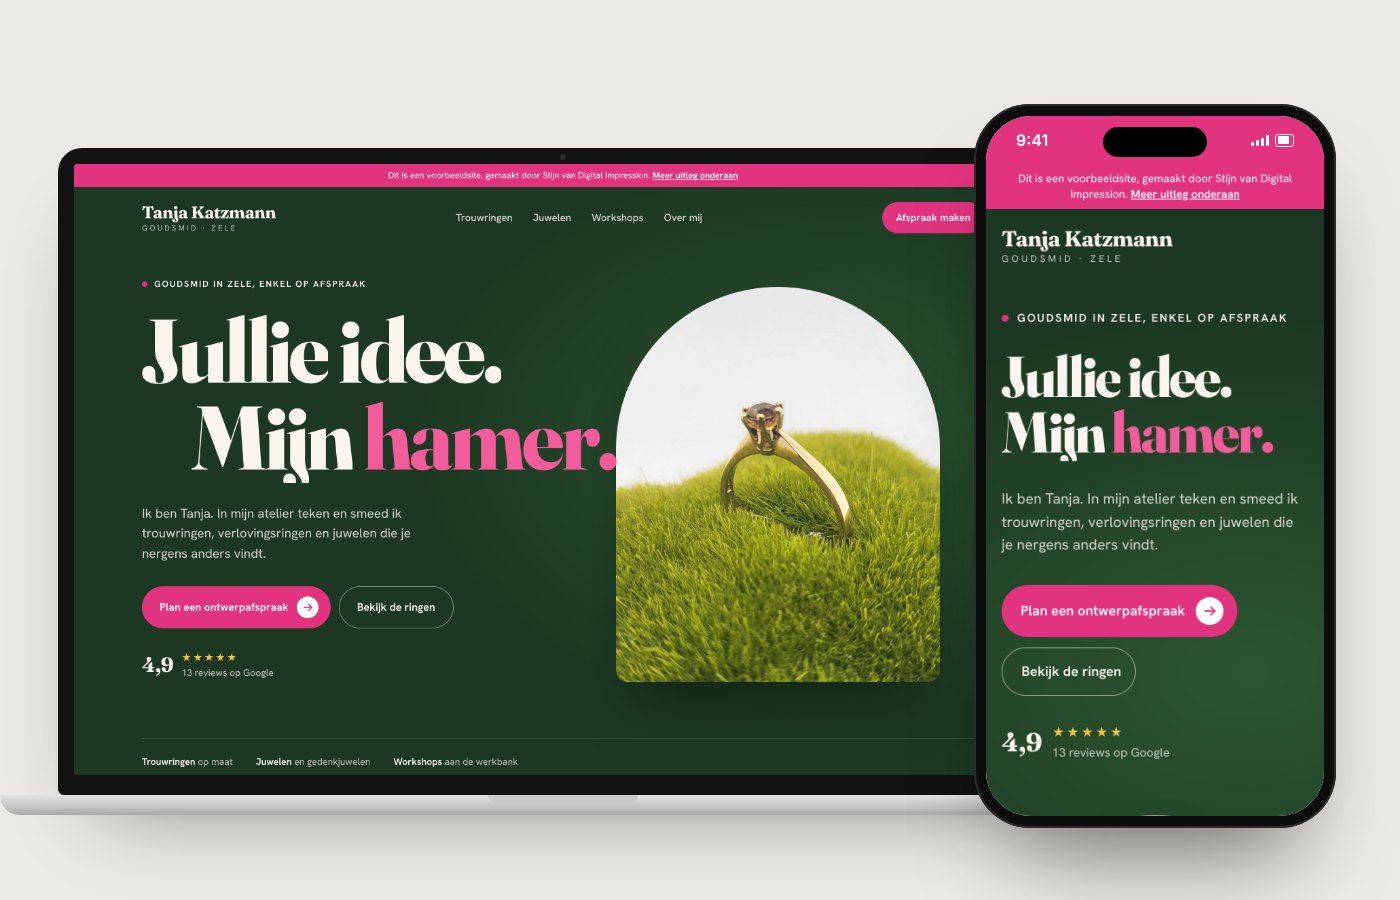 Dit is een voorbeeldsite, gemaakt door Stijn van Digital Impression. Meer uitleg onderaan
Tanja Katzmann
GOUDSMID · ZELE
Trouwringen
Juwelen
Workshops
Over mij
Afspraak maken
GOUDSMID IN ZELE, ENKEL OP AFSPRAAK
Jullie idee.
Mijn hamer.
Ik ben Tanja. In mijn atelier teken en smeed ik
trouwringen, verlovingsringen en juwelen die je
nergens anders vindt.
Plan een ontwerpafspraak
Bekijk de ringen
4,9
13 reviews op Google
Trouwringen op maat
Juwelen en gedenkjuwelen
Workshops aan de werkbank
9:41
Dit is een voorbeeldsite, gemaakt door Stijn van Digital
Impression. Meer uitleg onderaan
Tanja Katzmann
GOUDSMID · ZELE
GOUDSMID IN ZELE, ENKEL OP AFSPRAAK
Jullie idee.
Mijn hamer.
Ik ben Tanja. In mijn atelier teken en smeed ik
trouwringen, verlovingsringen en juwelen die
je nergens anders vindt.
Plan een ontwerpafspraak
Bekijk de ringen
4,9
13 reviews op Google